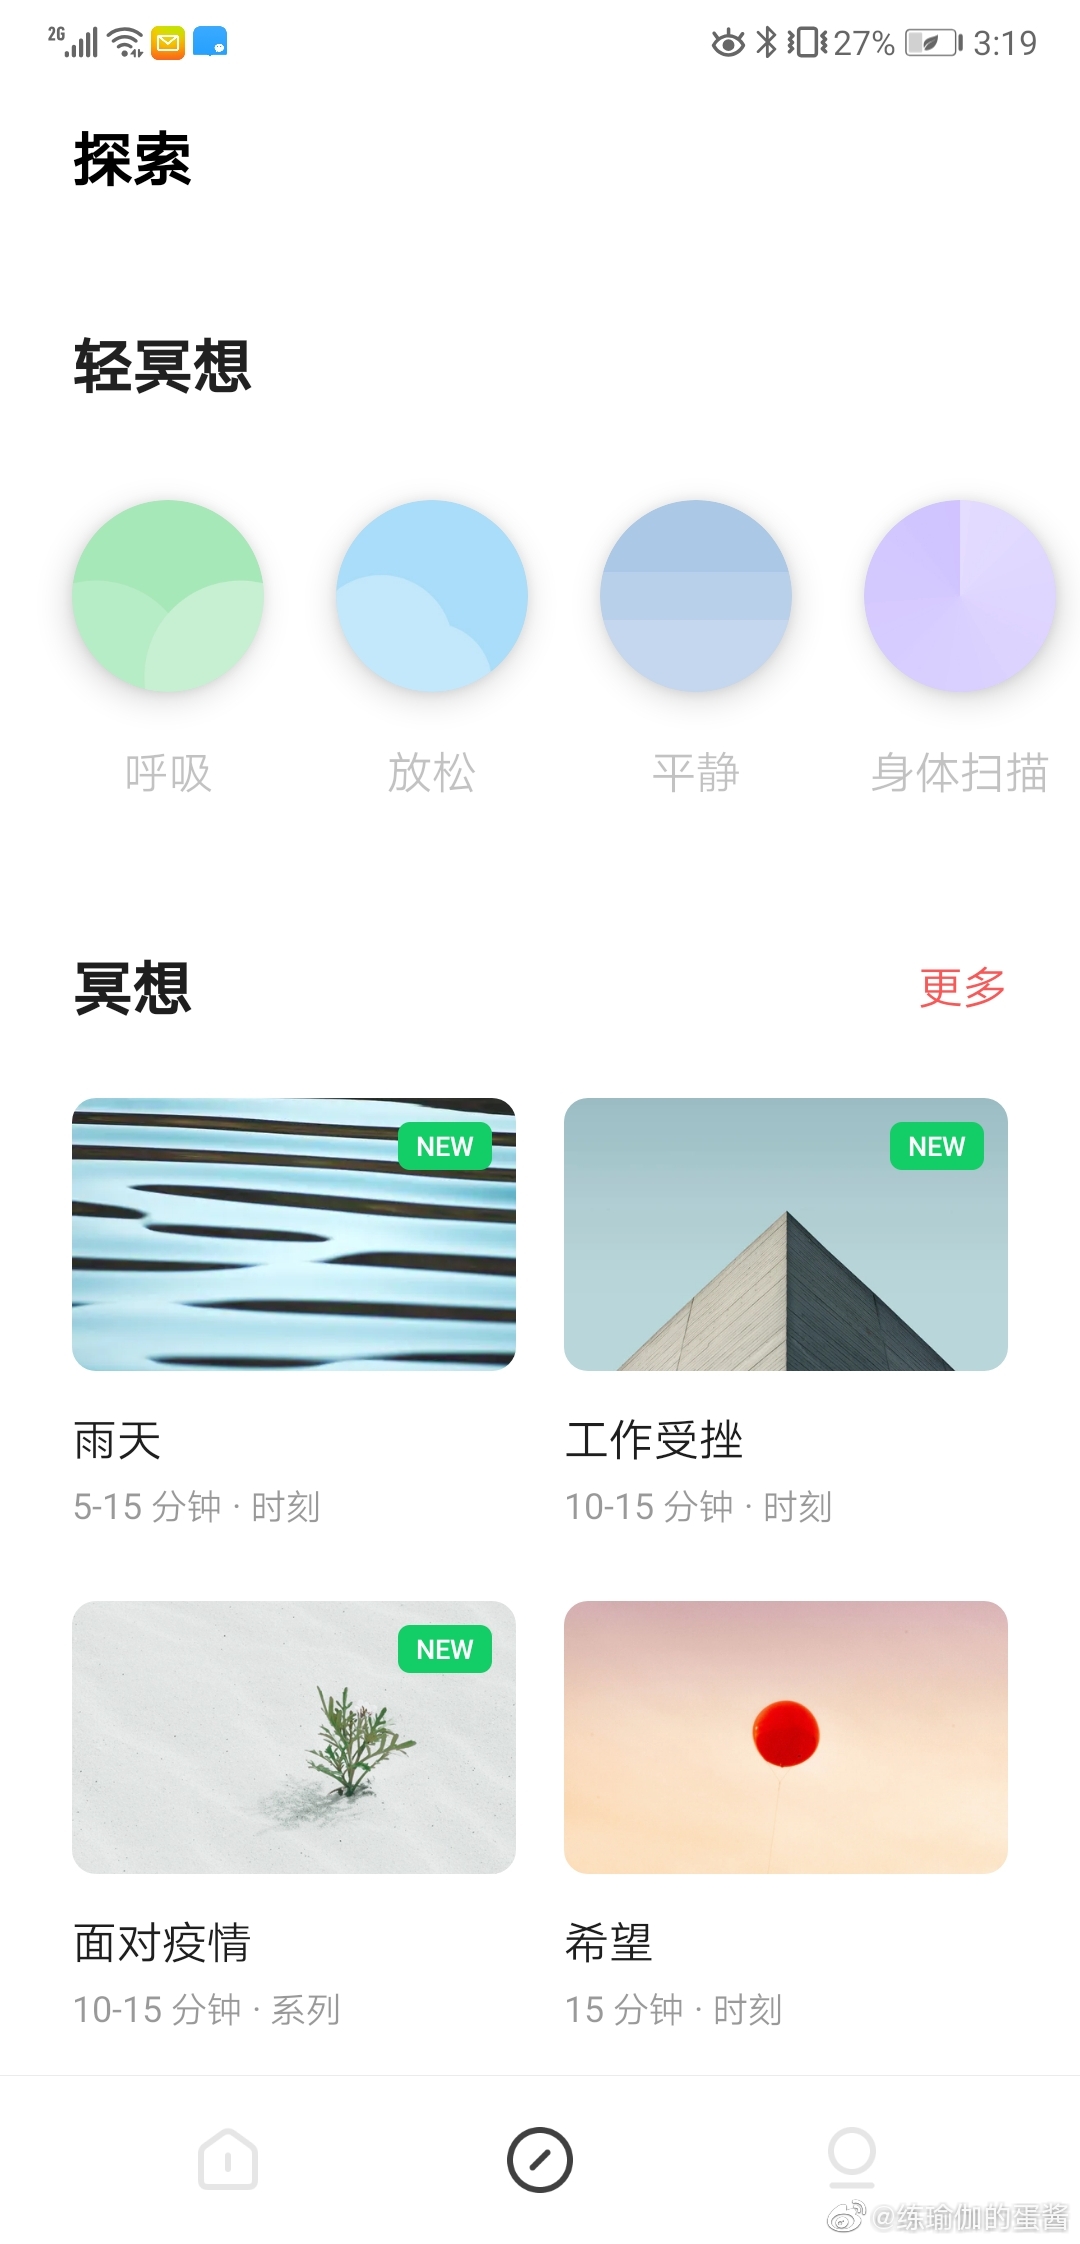 2G 27% 3:19
探索
轻冥想
呼吸 放松 平静 身体扫描
冥想 更多
NEW NEW
雨天 工作受挫
5-15 分钟 · 时刻 10-15 分钟 · 时刻
NEW
面对疫情 希望
10-15 分钟 · 系列 15 分钟 · 时刻
@练瑜伽的蛋酱